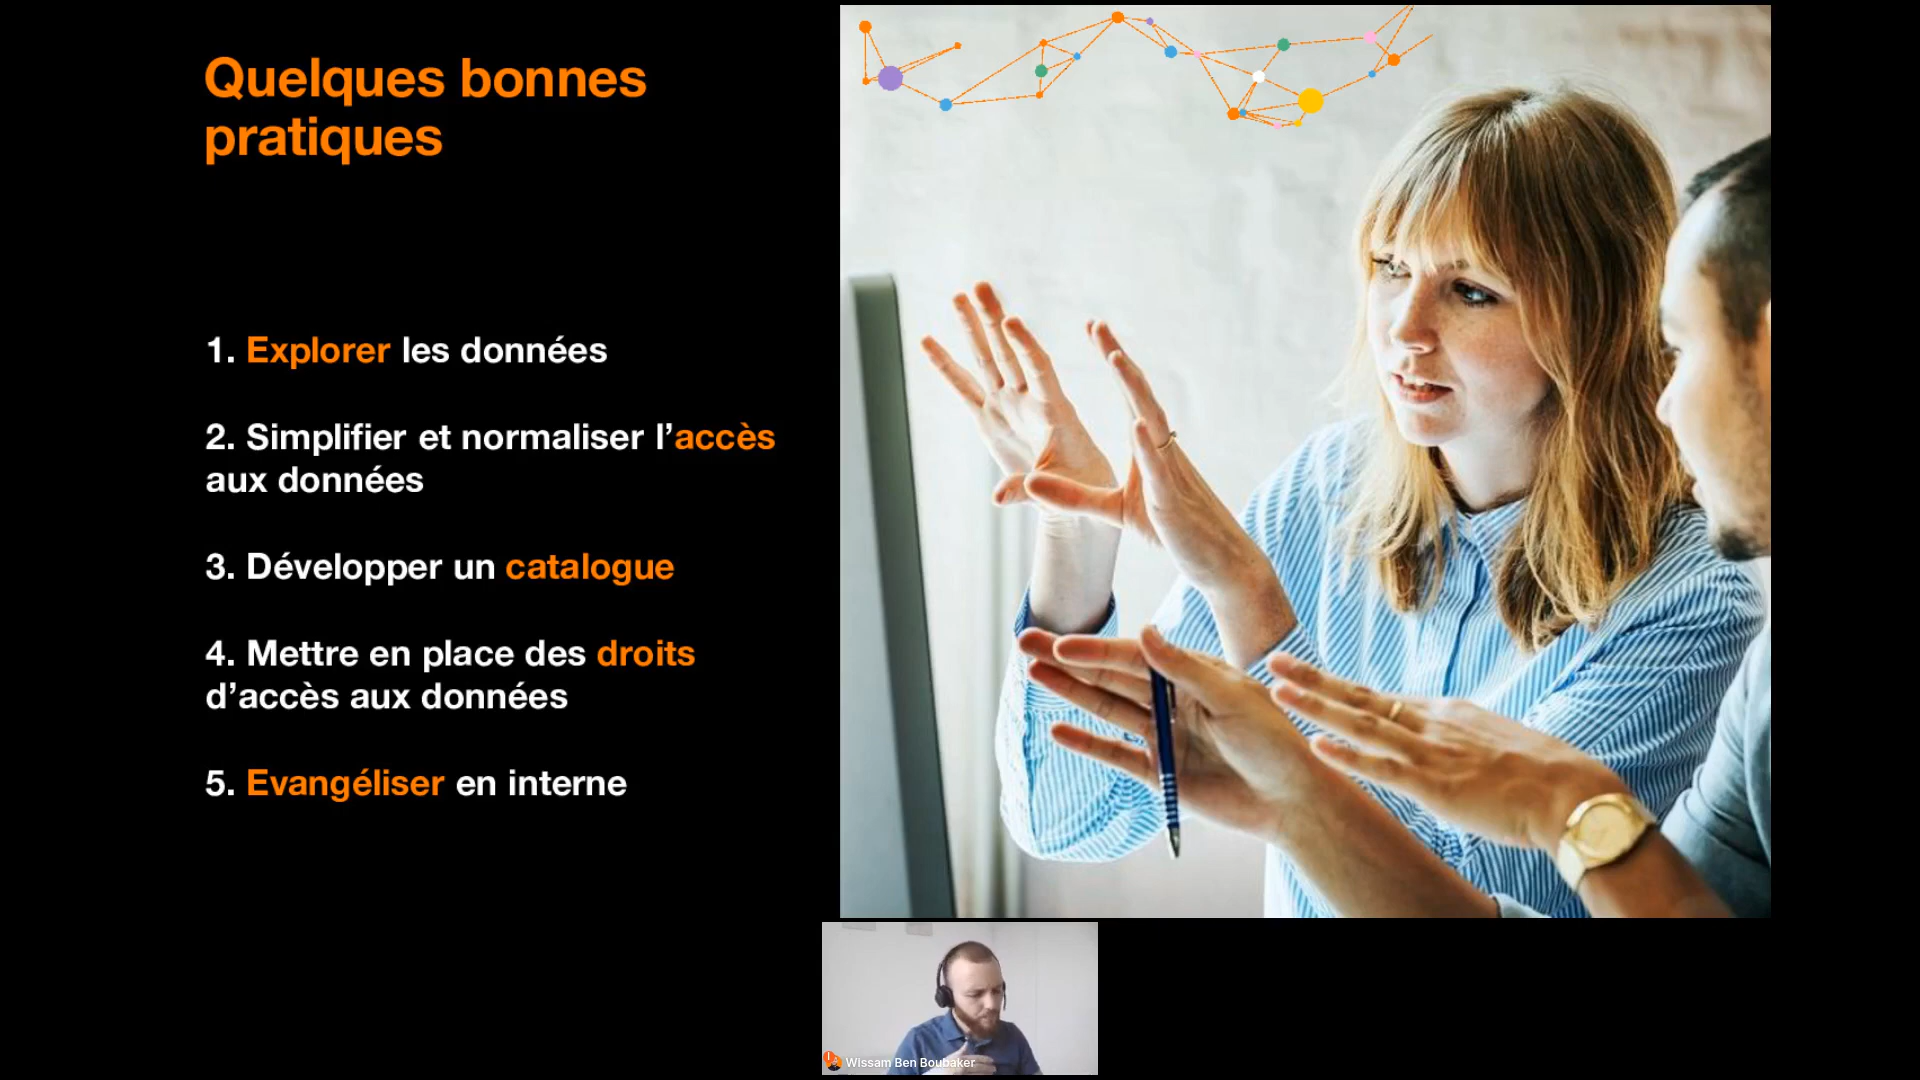 Quelques bonnes
pratiques
1. Explorer les données
2. Simplifier et normaliser l’accès
aux données
3. Développer un catalogue
4. Mettre en place des droits
d’accès aux données
5. Evangéliser en interne
Wissam Ben Boubaker